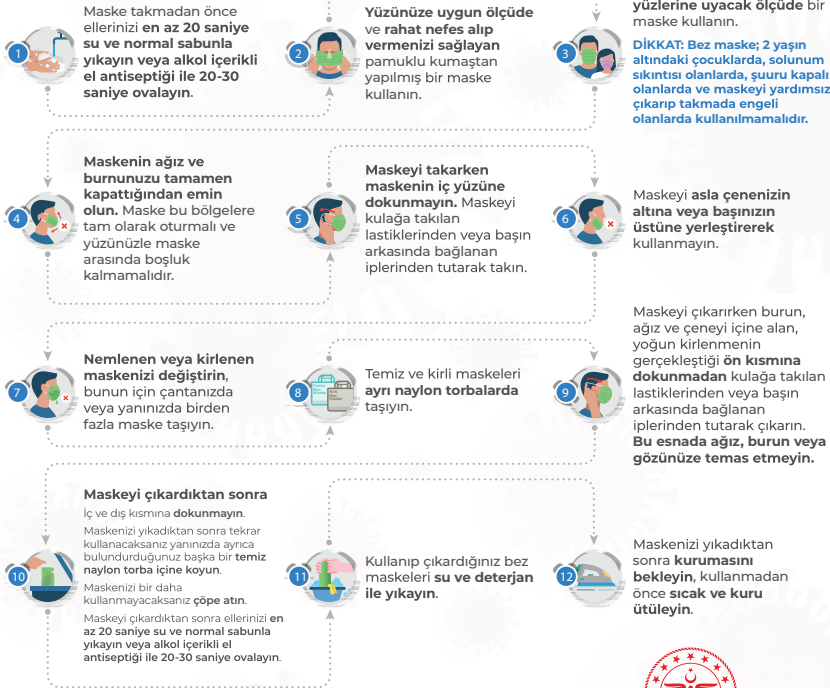 Maske takmadan önce
ellerinizi en az 20 saniye
su ve normal sabunla
yıkayın veya alkol içerikli
el antiseptiği ile 20-30
saniye ovalayın.
1
Yüzünüze uygun ölçüde
ve rahat nefes alıp
vermenizi sağlayan
pamuklu kumaştan
yapılmış bir maske
kullanın.
2
yüzlerine uyacak ölçüde bir
maske kullanın.
DİKKAT: Bez maske; 2 yaşın
altındaki çocuklarda, solunum
sıkıntısı olanlarda, şuuru kapalı
olanlarda ve maskeyi yardımsız
çıkarıp takmada engeli
olanlarda kullanılmamalıdır.
3
Maskenin ağız ve
burnunuzu tamamen
kapattığından emin
olun. Maske bu bölgelere
tam olarak oturmalı ve
yüzünüzle maske
arasında boşluk
kalmamalıdır.
4
Maskeyi takarken
maskenin iç yüzüne
dokunmayın. Maskeyi
kulağa takılan
lastiklerinden veya başın
arkasında bağlanan
iplerinden tutarak takın.
5
Maskeyi asla çenenizin
altına veya başınızın
üstüne yerleştirerek
kullanmayın.
6
Nemlenen veya kirlenen
maskenizi değiştirin,
bunun için çantanızda
veya yanınızda birden
fazla maske taşıyın.
7
Temiz ve kirli maskeleri
ayrı naylon torbalarda
taşıyın.
8
Maskeyi çıkarırken burun,
ağız ve çeneyi içine alan,
yoğun kirlenmenin
gerçekleştiği ön kısmına
dokunmadan kulağa takılan
lastiklerinden veya başın
arkasında bağlanan
iplerinden tutarak çıkarın.
Bu esnada ağız, burun veya
gözünüze temas etmeyin.
9
Maskeyi çıkardıktan sonra
İç ve dış kısmına dokunmayın.
Maskenizi yıkadıktan sonra tekrar
kullanacaksanız yanınızda ayrıca
bulundurduğunuz başka bir temiz
naylon torba içine koyun.
Maskenizi bir daha
kullanmayacaksanız çöpe atın.
Maskeyi çıkardıktan sonra ellerinizi en
az 20 saniye su ve normal sabunla
yıkayın veya alkol içerikli el
antiseptiği ile 20-30 saniye ovalayın.
10
Kullanıp çıkardığınız bez
maskeleri su ve deterjan
ile yıkayın.
11
Maskenizi yıkadıktan
sonra kurumasını
bekleyin, kullanmadan
önce sıcak ve kuru
ütüleyin.
12